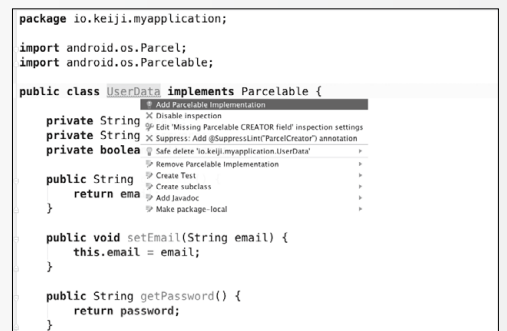 package io.keiji.myapplication;
import android.os.Parcel;
import android.os.Parcelable;
public class UserData implements Parcelable {
Add Parcelable Implementation
Disable inspection
Edit 'Missing Parcelable CREATOR field' inspection settings
private String
Suppress: Add @SuppressLint("ParcelCreator") annotation
private String
private boolea
Safe delete 'io.keiji.myapplication.UserData'
Remove Parcelable Implementation
Create Test
public String
Create subclass
return ema
Add Javadoc
}
Make package-local
public void setEmail(String email) {
this.email = email;
}
public String getPassword() {
return password;
}